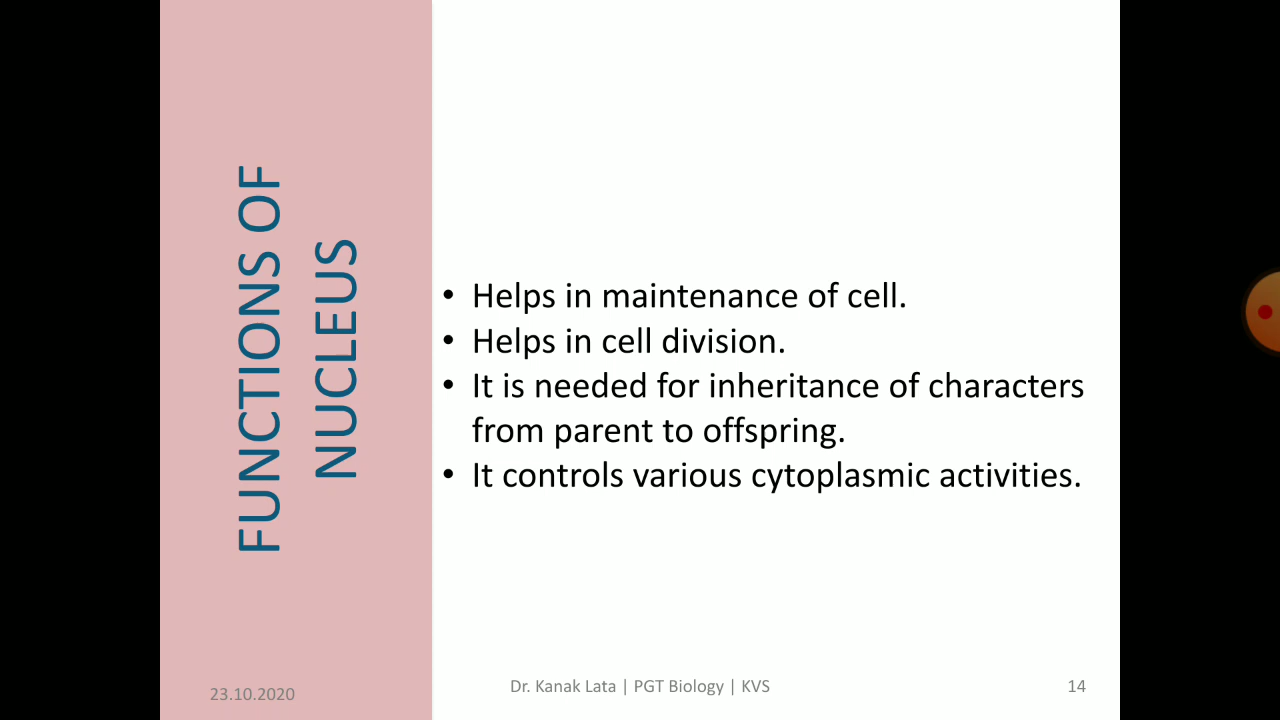 FUNCTIONS OF
NUCLEUS
• Helps in maintenance of cell.
• Helps in cell division.
• It is needed for inheritance of characters
from parent to offspring.
• It controls various cytoplasmic activities.
23.10.2020
Dr. Kanak Lata | PGT Biology | KVS
14